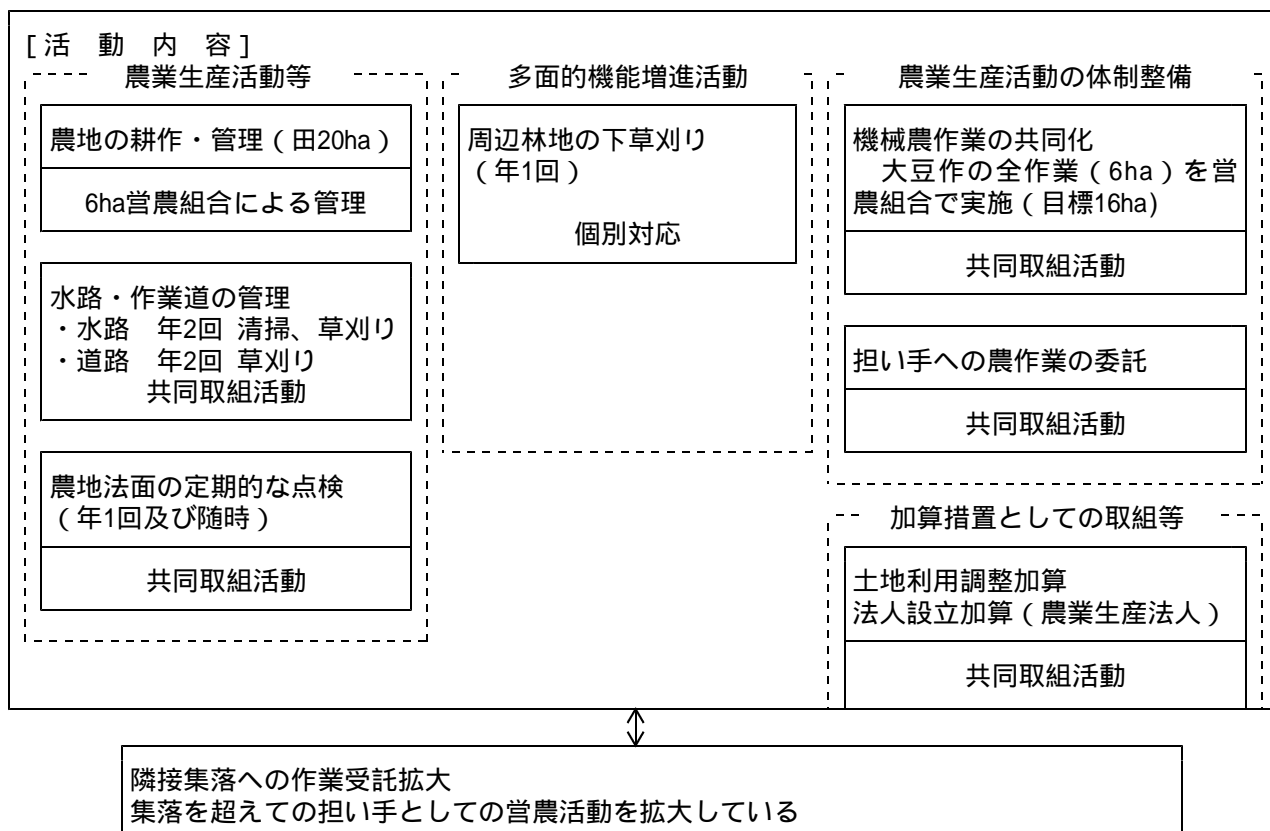 [活 動 内 容]
農業生産活動等
農地の耕作・管理（田20ha）
6ha営農組合による管理
水路・作業道の管理
・水路 年2回 清掃、草刈り
・道路 年2回 草刈り
共同取組活動
農地法面の定期的な点検
（年1回及び随時）
共同取組活動
多面的機能増進活動
周辺林地の下草刈り
（年1回）
個別対応
農業生産活動の体制整備
機械農作業の共同化
大豆作の全作業（6ha）を営
農組合で実施（目標16ha)
共同取組活動
担い手への農作業の委託
共同取組活動
加算措置としての取組等
土地利用調整加算
法人設立加算（農業生産法人）
共同取組活動
隣接集落への作業受託拡大
集落を超えての担い手としての営農活動を拡大している